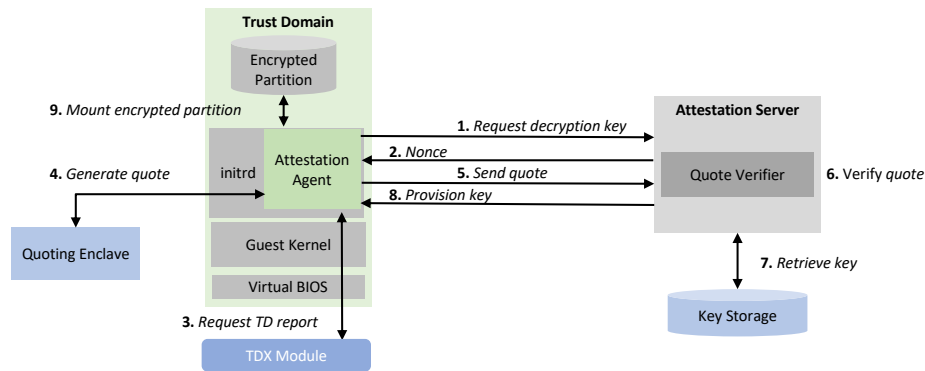 Trust Domain
Encrypted
Partition
9. Mount encrypted partition
Attestation Server
1. Request decryption key
2. Nonce
initrd
Attestation
Agent
4. Generate quote
5. Send quote
Quote Verifier
6. Verify quote
8. Provision key
Guest Kernel
Quoting Enclave
7. Retrieve key
Virtual BIOS
3. Request TD report
Key Storage
TDX Module